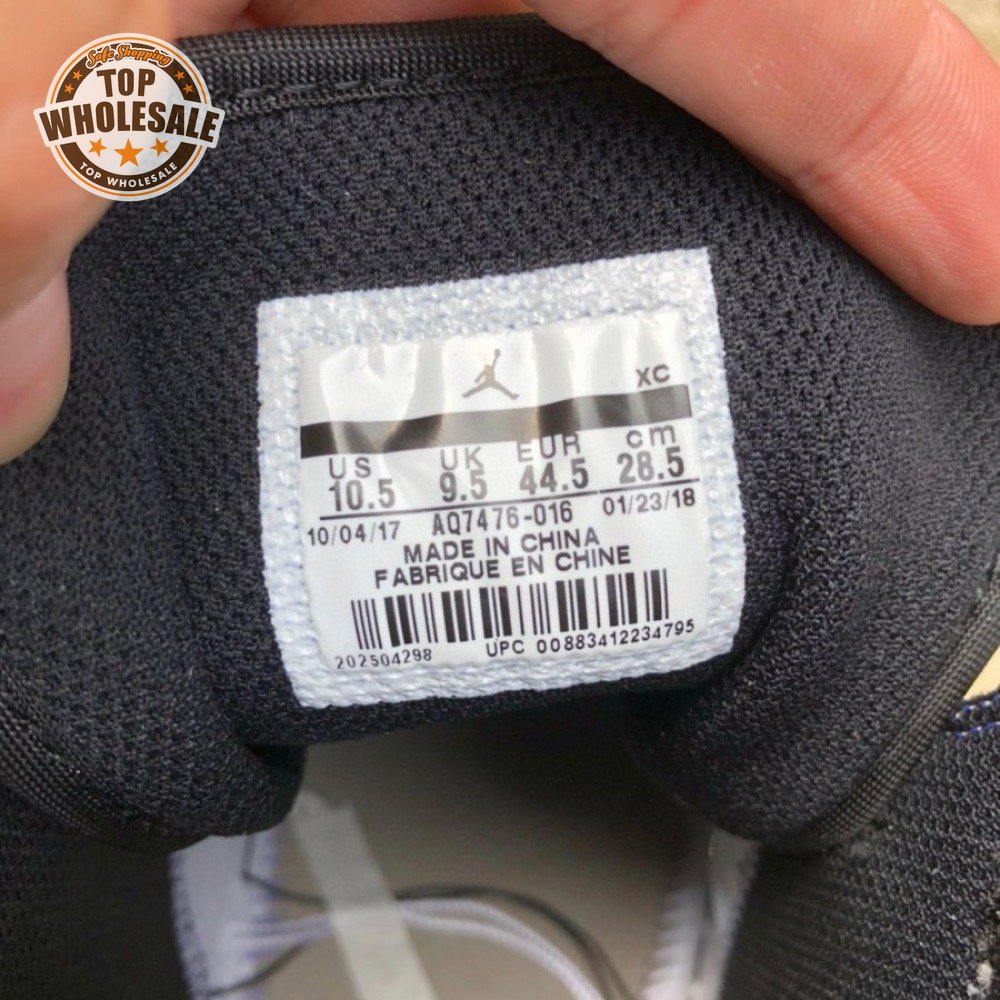 Safe Shopping
TOP
WHOLESALE
TOP WHOLESALE
XC
US UK EUR cm
10.5 9.5 44.5 28.5
10/04/17 AQ7476-016 01/23/18
MADE IN CHINA
FABRIQUE EN CHINE
202504298 UPC 00883412234795